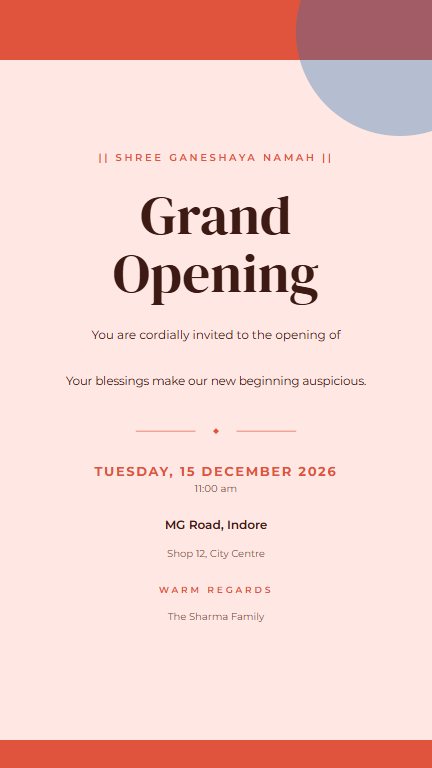 || SHREE GANESHAYA NAMAH ||
Grand
Opening
You are cordially invited to the opening of
Your blessings make our new beginning auspicious.
TUESDAY, 15 DECEMBER 2026
11:00 am
MG Road, Indore
Shop 12, City Centre
WARM REGARDS
The Sharma Family